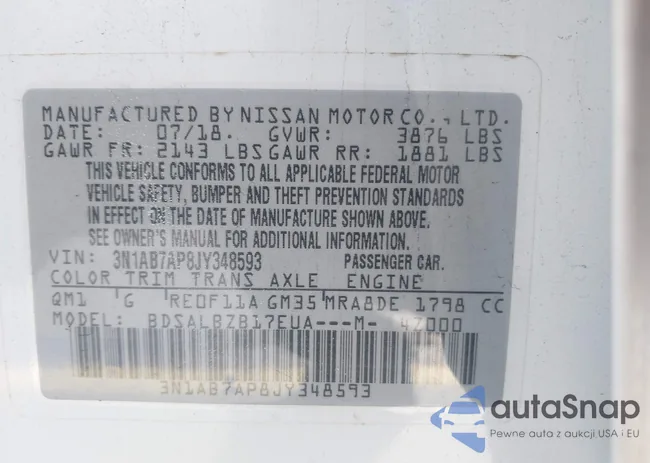 MANUFACTURED BY NISSAN MOTOR CO., LTD.
DATE: 07/18. GVWR: 3876 LBS
GAWR FR: 2143 LBS GAWR RR: 1881 LBS
THIS VEHICLE CONFORMS TO ALL APPLICABLE FEDERAL MOTOR
VEHICLE SAFETY, BUMPER AND THEFT PREVENTION STANDARDS
IN EFFECT ON THE DATE OF MANUFACTURE SHOWN ABOVE.
SEE OWNER'S MANUAL FOR ADDITIONAL INFORMATION
VIN: 3N1AB7AP8JY348593 PASSENGER CAR.
COLOR TRIM TRANS AXLE ENGINE
QM1 G RE0F11A GM35 MRA8DE 1798 CC
MODEL: BDSALBZB17EUA---M- 4Z000
3N1AB7AP8JY348593
autoSnap
Pewne auta z aukcji USA i EU